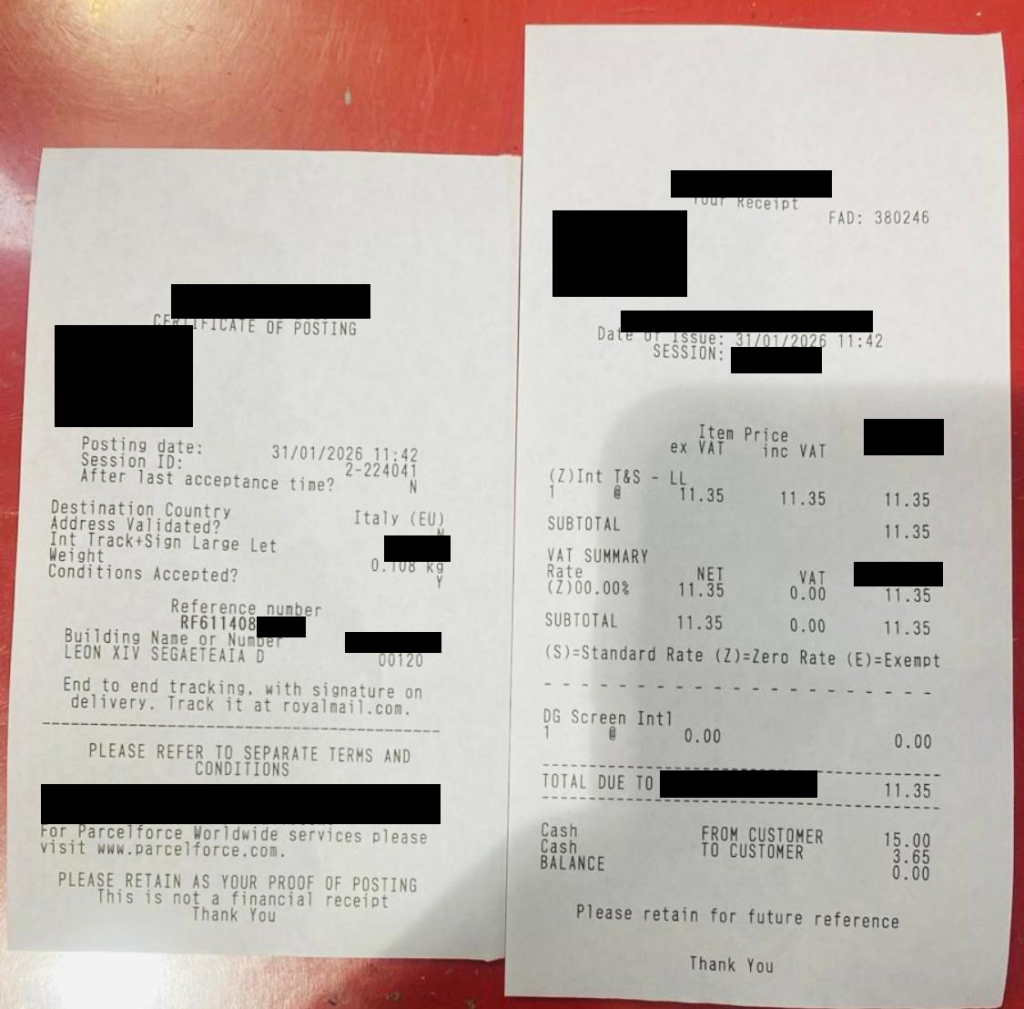 CERTIFICATE OF POSTING
Posting date: 31/01/2026 11:42
Session ID: 2-224041
After last acceptance time? N
Destination Country Italy (EU)
Address Validated? N
Int Track+Sign Large Let
Weight 0.108 kg
Conditions Accepted? Y
Reference number
RF611408
Building Name or Number
LEON XIV SEGAETEAIA D 00120
End to end tracking, with signature on
delivery. Track it at royalmail.com.
PLEASE REFER TO SEPARATE TERMS AND
CONDITIONS
For Parcelforce Worldwide services please
visit www.parcelforce.com.
PLEASE RETAIN AS YOUR PROOF OF POSTING
This is not a financial receipt
Thank You
Your Receipt
FAD: 380246
Date of Issue: 31/01/2026 11:42
SESSION:
Item Price
ex VAT inc VAT
(Z)Int T&S - LL
1 @ 11.35 11.35 11.35
SUBTOTAL 11.35
VAT SUMMARY
Rate NET VAT
(Z)00.00% 11.35 0.00 11.35
SUBTOTAL 11.35 0.00 11.35
(S)=Standard Rate (Z)=Zero Rate (E)=Exempt
DG Screen Intl
1 @ 0.00 0.00
TOTAL DUE TO 11.35
Cash FROM CUSTOMER 15.00
Cash TO CUSTOMER 3.65
BALANCE 0.00
Please retain for future reference
Thank You